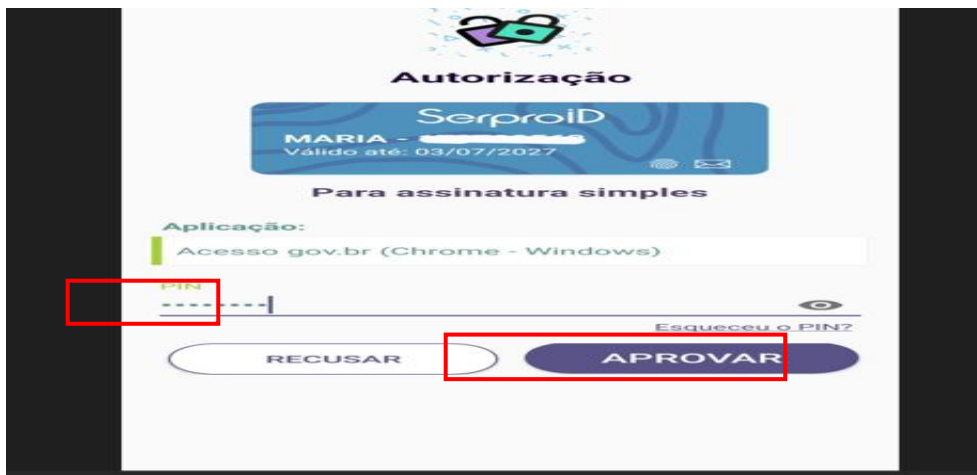 Autorização
SerproiD
MARIA -
Válido até: 03/07/2027
Para assinatura simples
Aplicação:
Acesso gov.br (Chrome - Windows)
PIN
Esqueceu o PIN?
RECUSAR
APROVAR